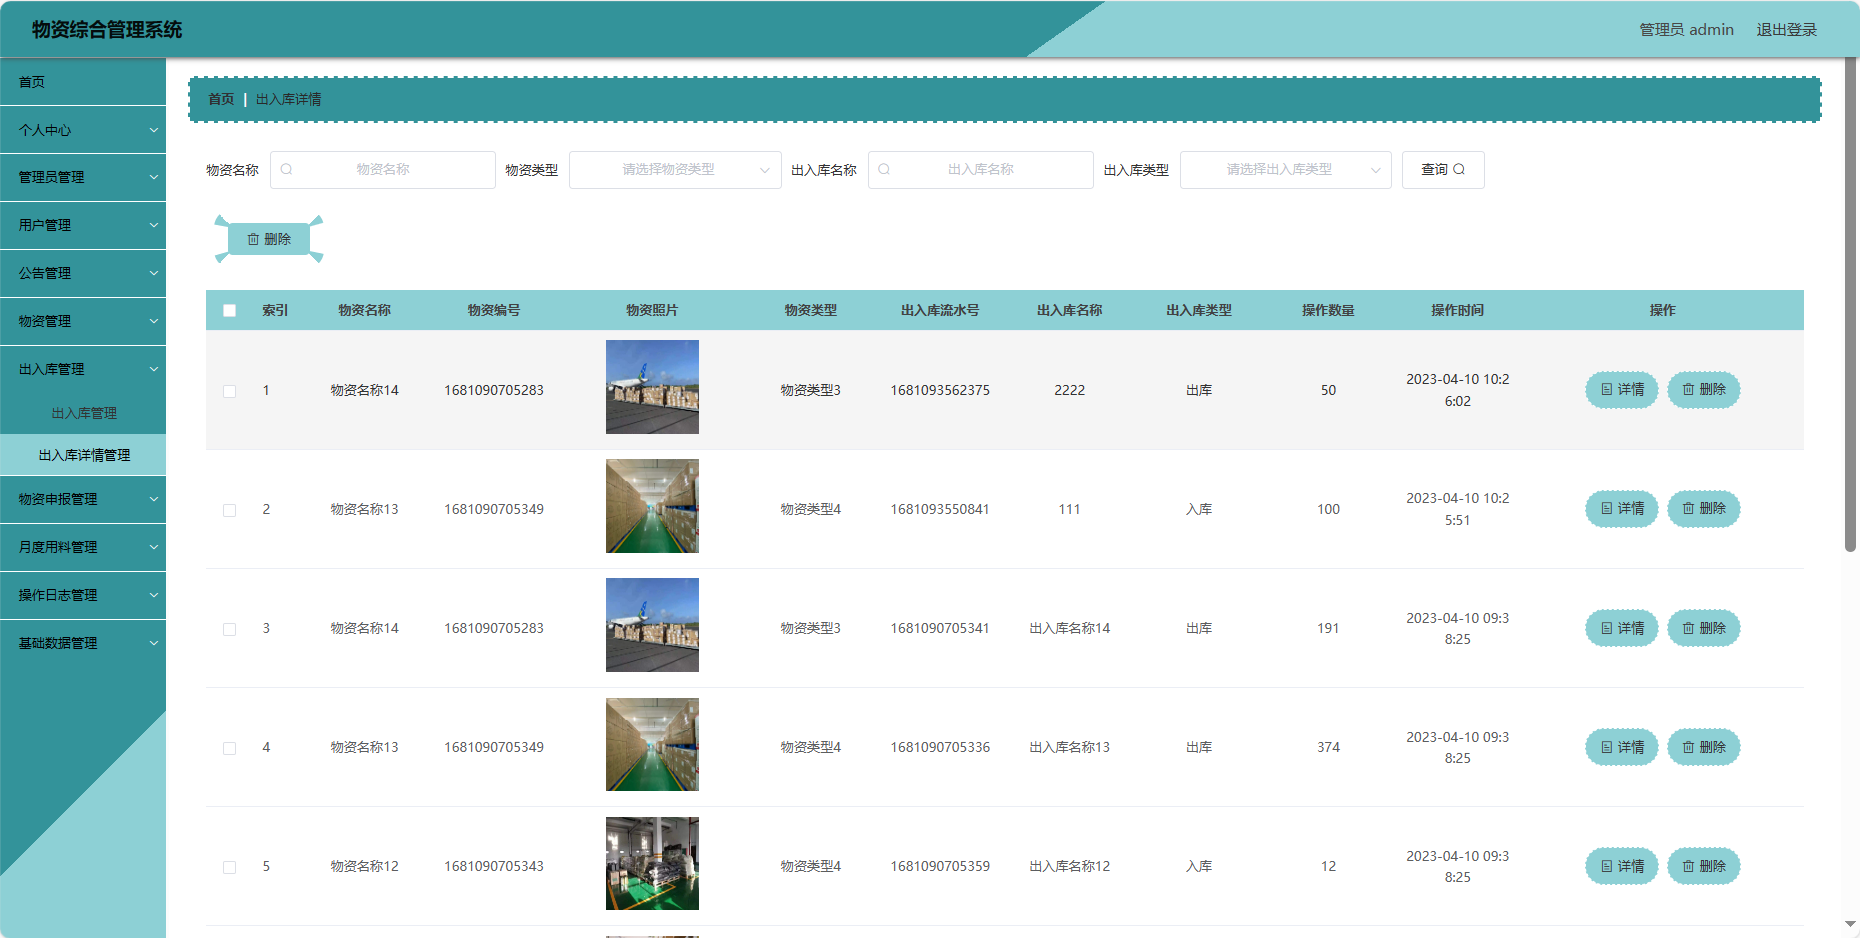 物资综合管理系统
管理员 admin 退出登录
首页
个人中心
管理员管理
用户管理
公告管理
物资管理
出入库管理
出入库管理
出入库详情管理
物资申报管理
月度用料管理
操作日志管理
基础数据管理
首页 | 出入库详情
物资名称 物资名称 物资类型 请选择物资类型 出入库名称 出入库名称 出入库类型 请选择出入库类型 查询
删除
索引 物资名称 物资编号 物资照片 物资类型 出入库流水号 出入库名称 出入库类型 操作数量 操作时间 操作
1 物资名称14 1681090705283 物资类型3 1681093562375 2222 出库 50 2023-04-10 10:2
6:02 详情 删除
2 物资名称13 1681090705349 物资类型4 1681093550841 111 入库 100 2023-04-10 10:2
5:51 详情 删除
3 物资名称14 1681090705283 物资类型3 1681090705341 出入库名称14 出库 191 2023-04-10 09:3
8:25 详情 删除
4 物资名称13 1681090705349 物资类型4 1681090705336 出入库名称13 出库 374 2023-04-10 09:3
8:25 详情 删除
5 物资名称12 1681090705343 物资类型4 1681090705359 出入库名称12 入库 12 2023-04-10 09:3
8:25 详情 删除